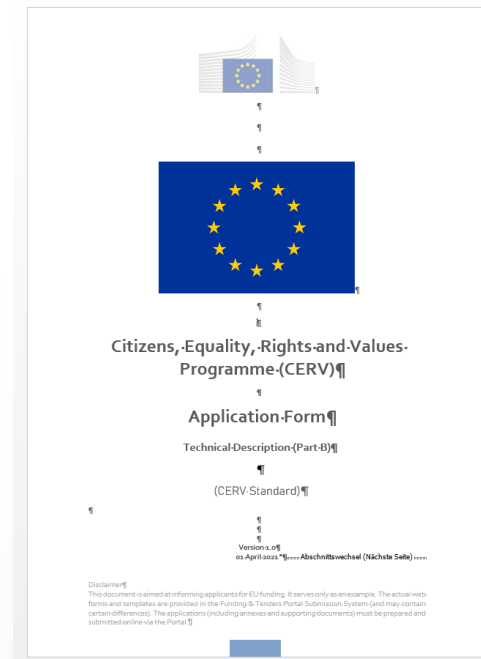 Citizens, Equality, Rights and Values
Programme (CERV)¶
Application Form¶
Technical Description (Part B)¶
¶
(CERV Standard)¶
Version 1.0¶
01 April 2021 "¶ Abschnittswechsel (Nächste Seite)
Disclaimer¶
This document is aimed at informing applicants for EU funding. It serves only as an example. The actual web
forms and templates are provided in the Funding & Tenders Portal Submission System (and may contain
certain differences). The applications (including annexes and supporting documents) must be prepared and
submitted online via the Portal.¶